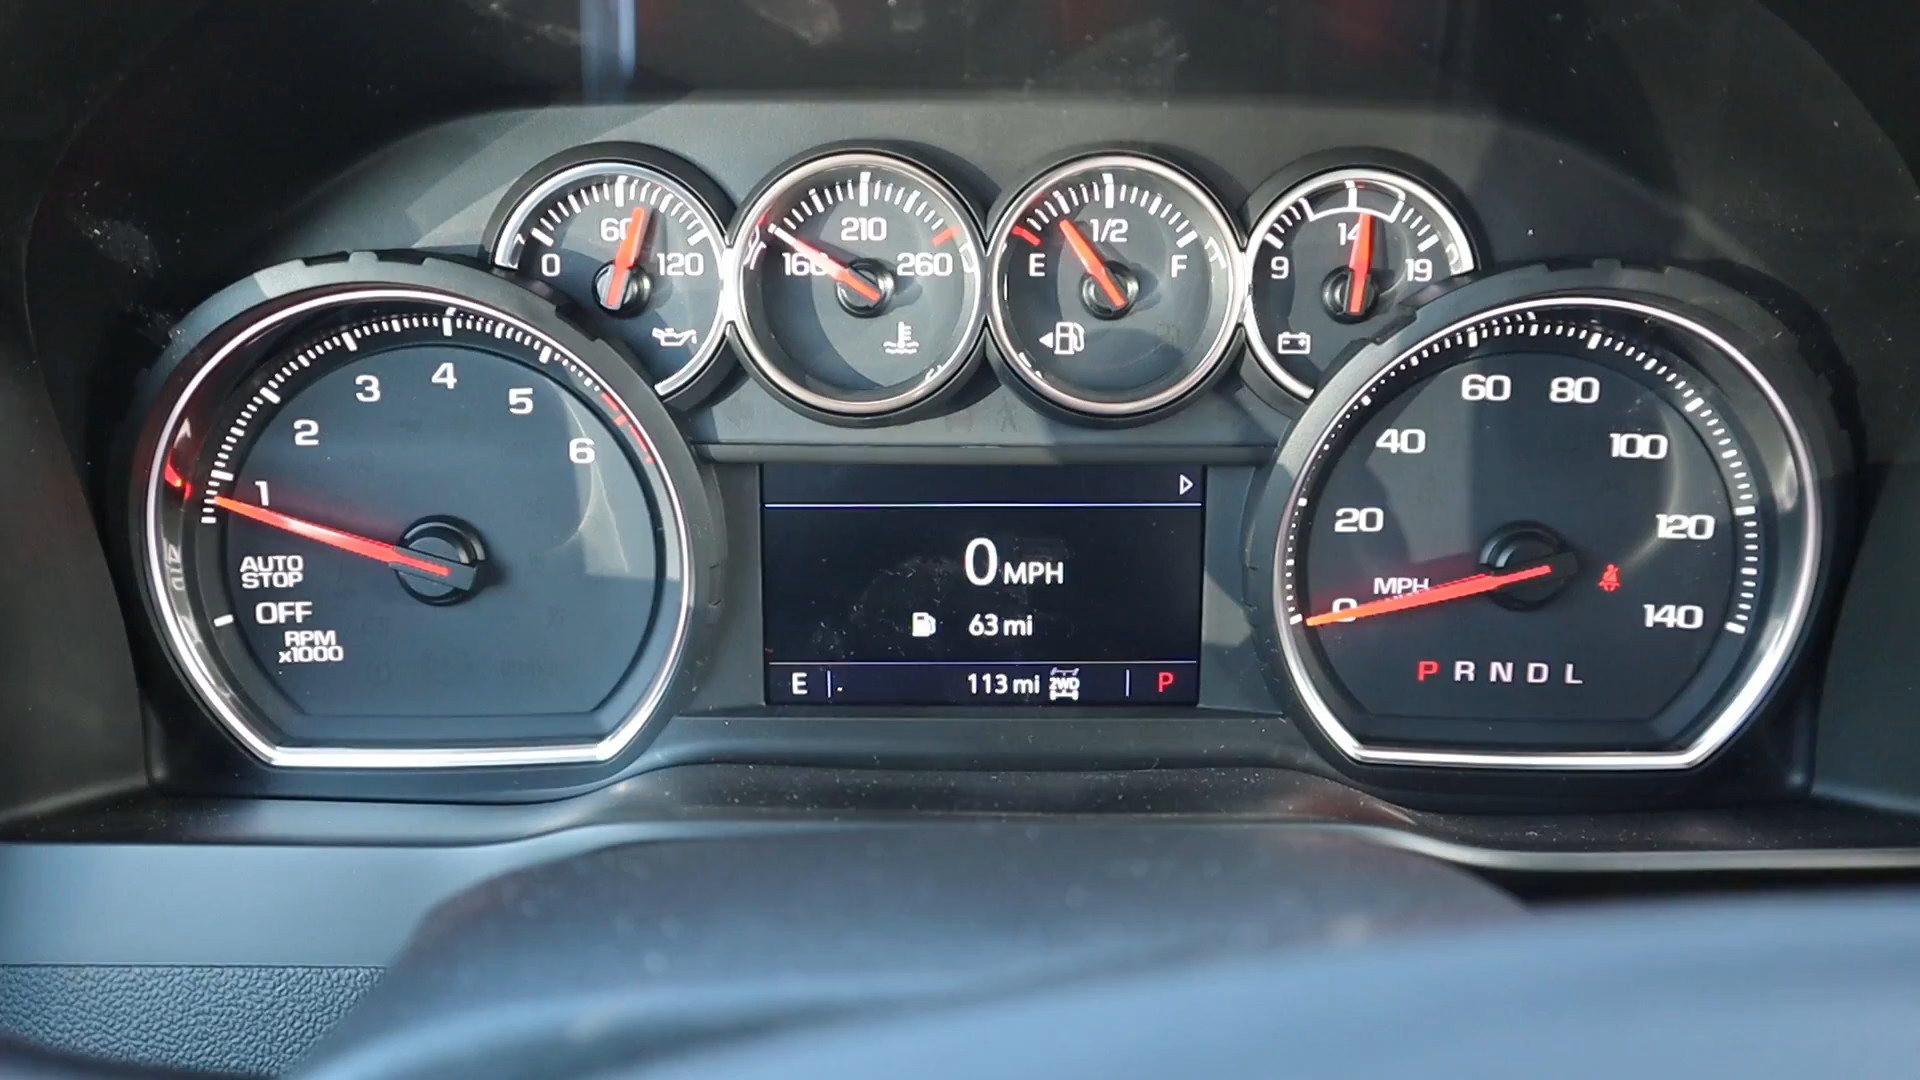 60
0 120
210
160 260
1/2
E F
14
9 19
1
2
3
4
5
6
AUTO
STOP
OFF
RPM
x1000
0 MPH
63 mi
E 113 mi 2WD P
0
20
40
60
80
100
120
140
MPH
P R N D L